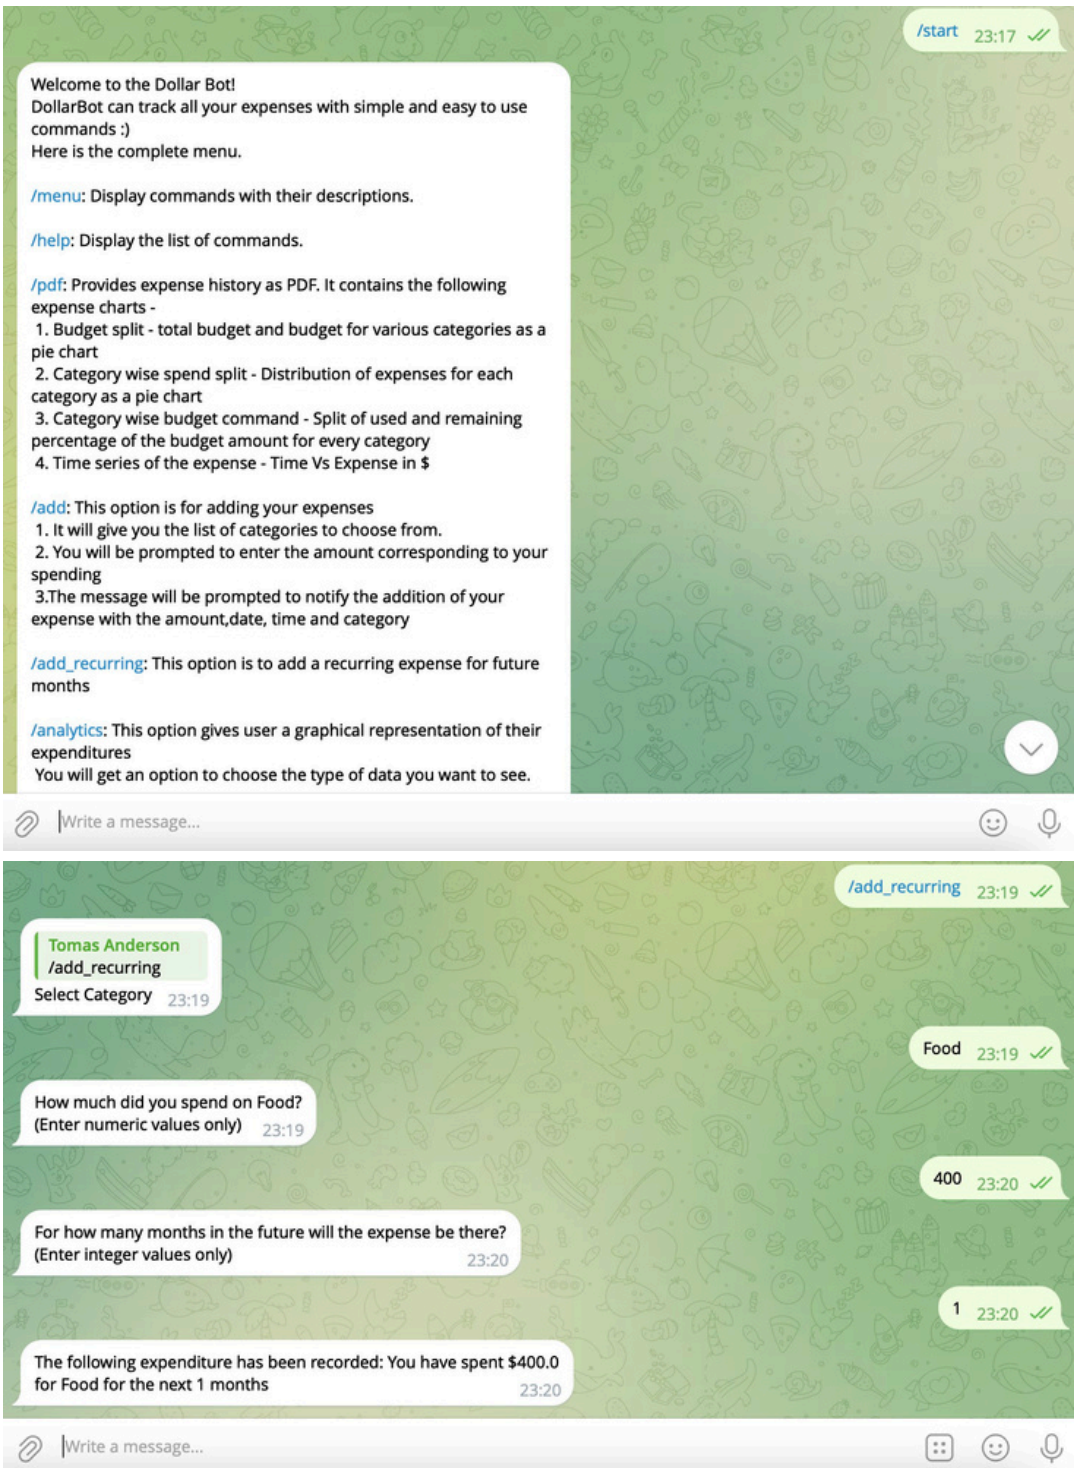 /start 23:17
Welcome to the Dollar Bot!
DollarBot can track all your expenses with simple and easy to use
commands :)
Here is the complete menu.
/menu: Display commands with their descriptions.
/help: Display the list of commands.
/pdf: Provides expense history as PDF. It contains the following
expense charts -
1. Budget split - total budget and budget for various categories as a
pie chart
2. Category wise spend split - Distribution of expenses for each
category as a pie chart
3. Category wise budget command - Split of used and remaining
percentage of the budget amount for every category
4. Time series of the expense - Time Vs Expense in $
/add: This option is for adding your expenses
1. It will give you the list of categories to choose from.
2. You will be prompted to enter the amount corresponding to your
spending
3.The message will be prompted to notify the addition of your
expense with the amount,date, time and category
/add_recurring: This option is to add a recurring expense for future
months
/analytics: This option gives user a graphical representation of their
expenditures
You will get an option to choose the type of data you want to see.
Write a message...
/add_recurring 23:19
Tomas Anderson
/add_recurring
Select Category 23:19
Food 23:19
How much did you spend on Food?
(Enter numeric values only) 23:19
400 23:20
For how many months in the future will the expense be there?
(Enter integer values only) 23:20
1 23:20
The following expenditure has been recorded: You have spent $400.0
for Food for the next 1 months 23:20
Write a message...